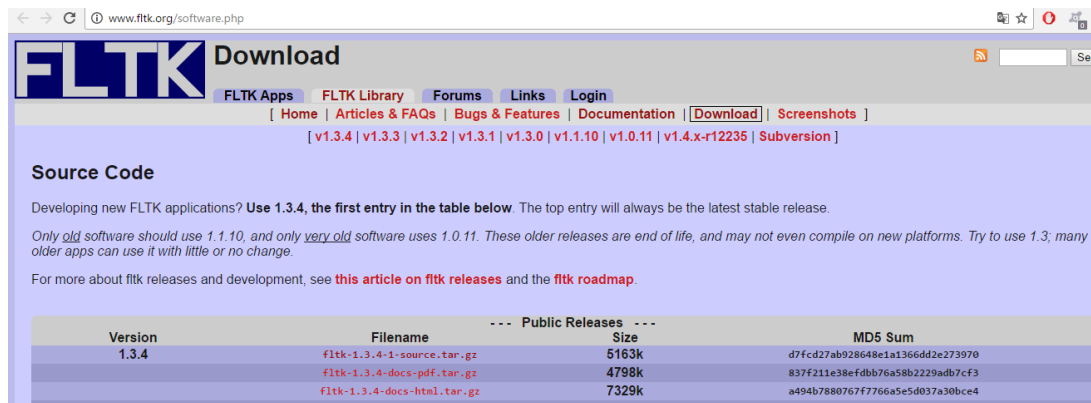 www.fltk.org/software.php
FLTK Download
Se
FLTK Apps FLTK Library Forums Links Login
[ Home | Articles & FAQs | Bugs & Features | Documentation | Download | Screenshots ]
[ v1.3.4 | v1.3.3 | v1.3.2 | v1.3.1 | v1.3.0 | v1.1.10 | v1.0.11 | v1.4.x-r12235 | Subversion ]
Source Code
Developing new FLTK applications? Use 1.3.4, the first entry in the table below. The top entry will always be the latest stable release.
Only old software should use 1.1.10, and only very old software uses 1.0.11. These older releases are end of life, and may not even compile on new platforms. Try to use 1.3; many
older apps can use it with little or no change.
For more about fltk releases and development, see this article on fltk releases and the fltk roadmap.
--- Public Releases ---
Version Filename Size MD5 Sum
1.3.4 fltk-1.3.4-1-source.tar.gz 5163k d7fcd27ab928648e1a1366dd2e273970
fltk-1.3.4-docs-pdf.tar.gz 4798k 837f211e38efdbb76a58b2229adb7cf3
fltk-1.3.4-docs-html.tar.gz 7329k a494b7880767f7766a5e5d037a30bce4